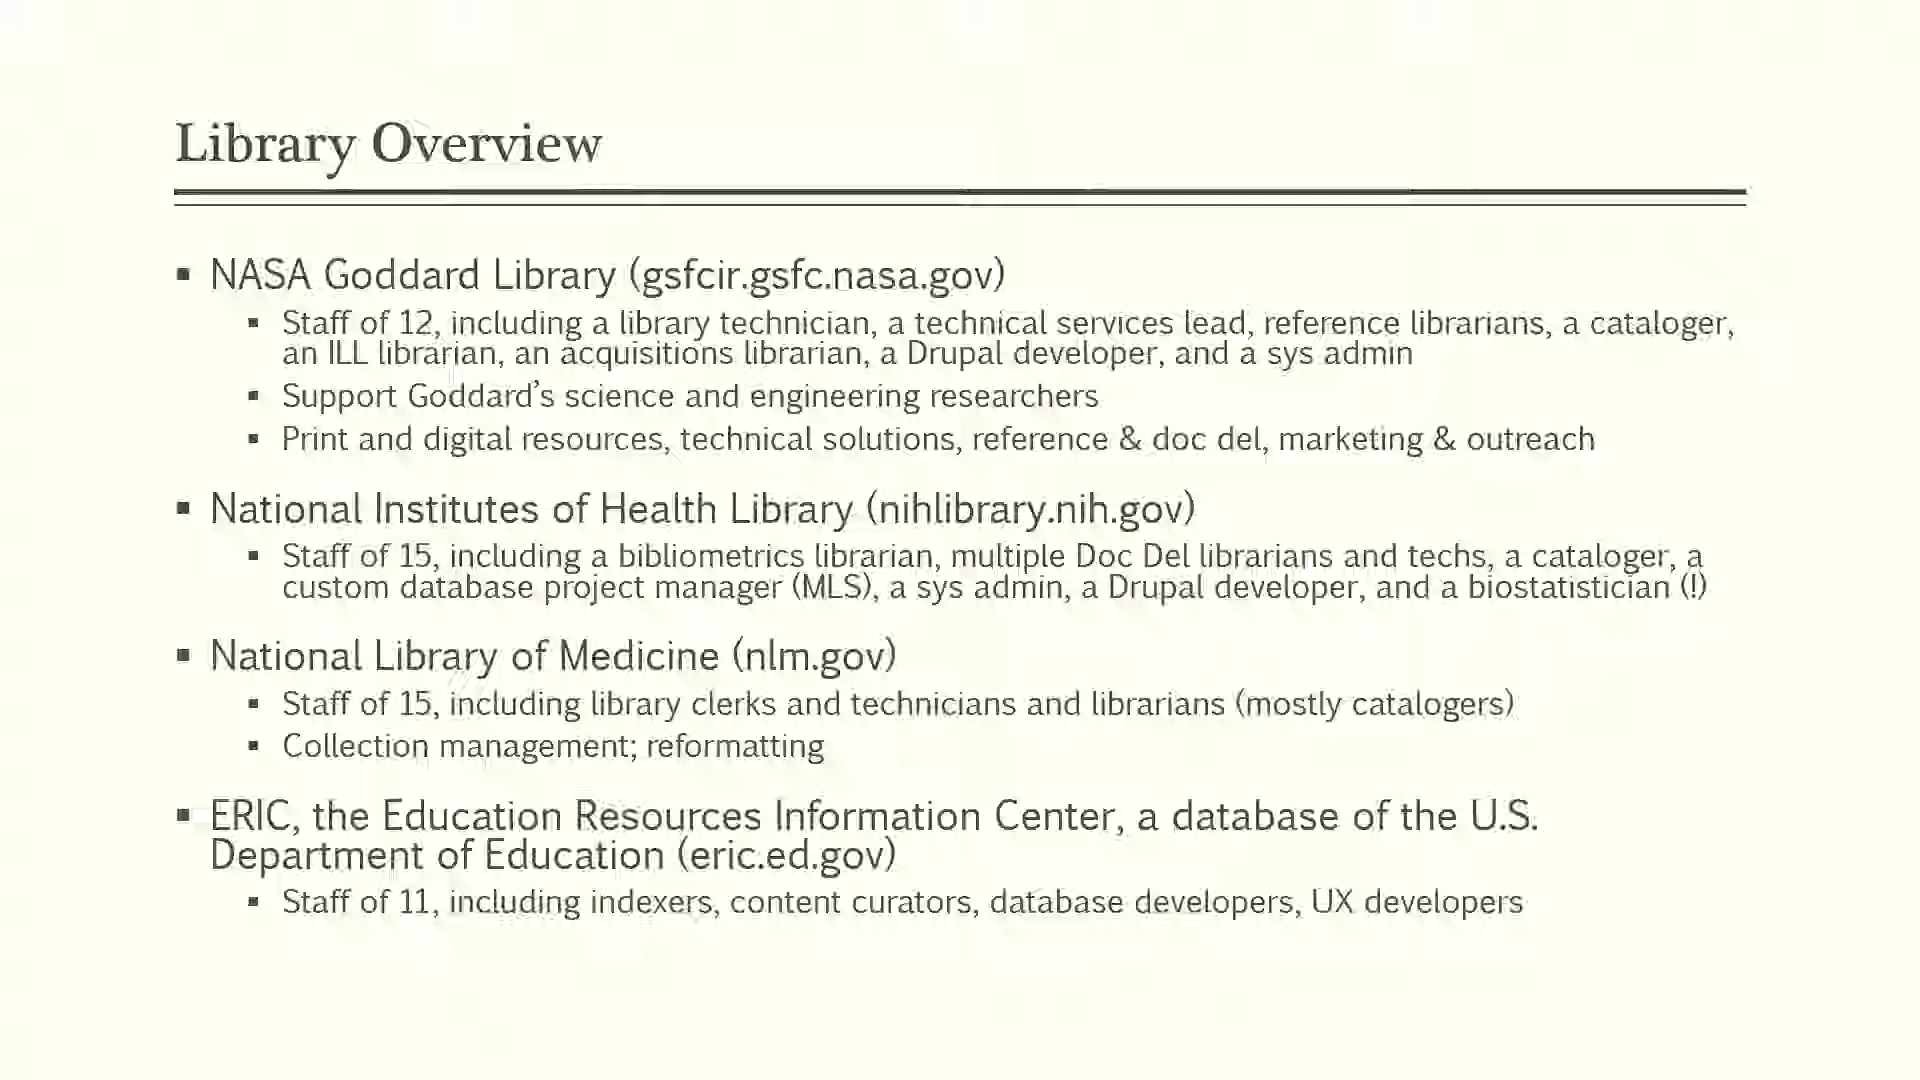 Library Overview
▪ NASA Goddard Library (gsfcir.gsfc.nasa.gov)
▪ Staff of 12, including a library technician, a technical services lead, reference librarians, a cataloger,
an ILL librarian, an acquisitions librarian, a Drupal developer, and a sys admin
▪ Support Goddard’s science and engineering researchers
▪ Print and digital resources, technical solutions, reference & doc del, marketing & outreach
▪ National Institutes of Health Library (nihlibrary.nih.gov)
▪ Staff of 15, including a bibliometrics librarian, multiple Doc Del librarians and techs, a cataloger, a
custom database project manager (MLS), a sys admin, a Drupal developer, and a biostatistician (!)
▪ National Library of Medicine (nlm.gov)
▪ Staff of 15, including library clerks and technicians and librarians (mostly catalogers)
▪ Collection management; reformatting
▪ ERIC, the Education Resources Information Center, a database of the U.S.
Department of Education (eric.ed.gov)
▪ Staff of 11, including indexers, content curators, database developers, UX developers